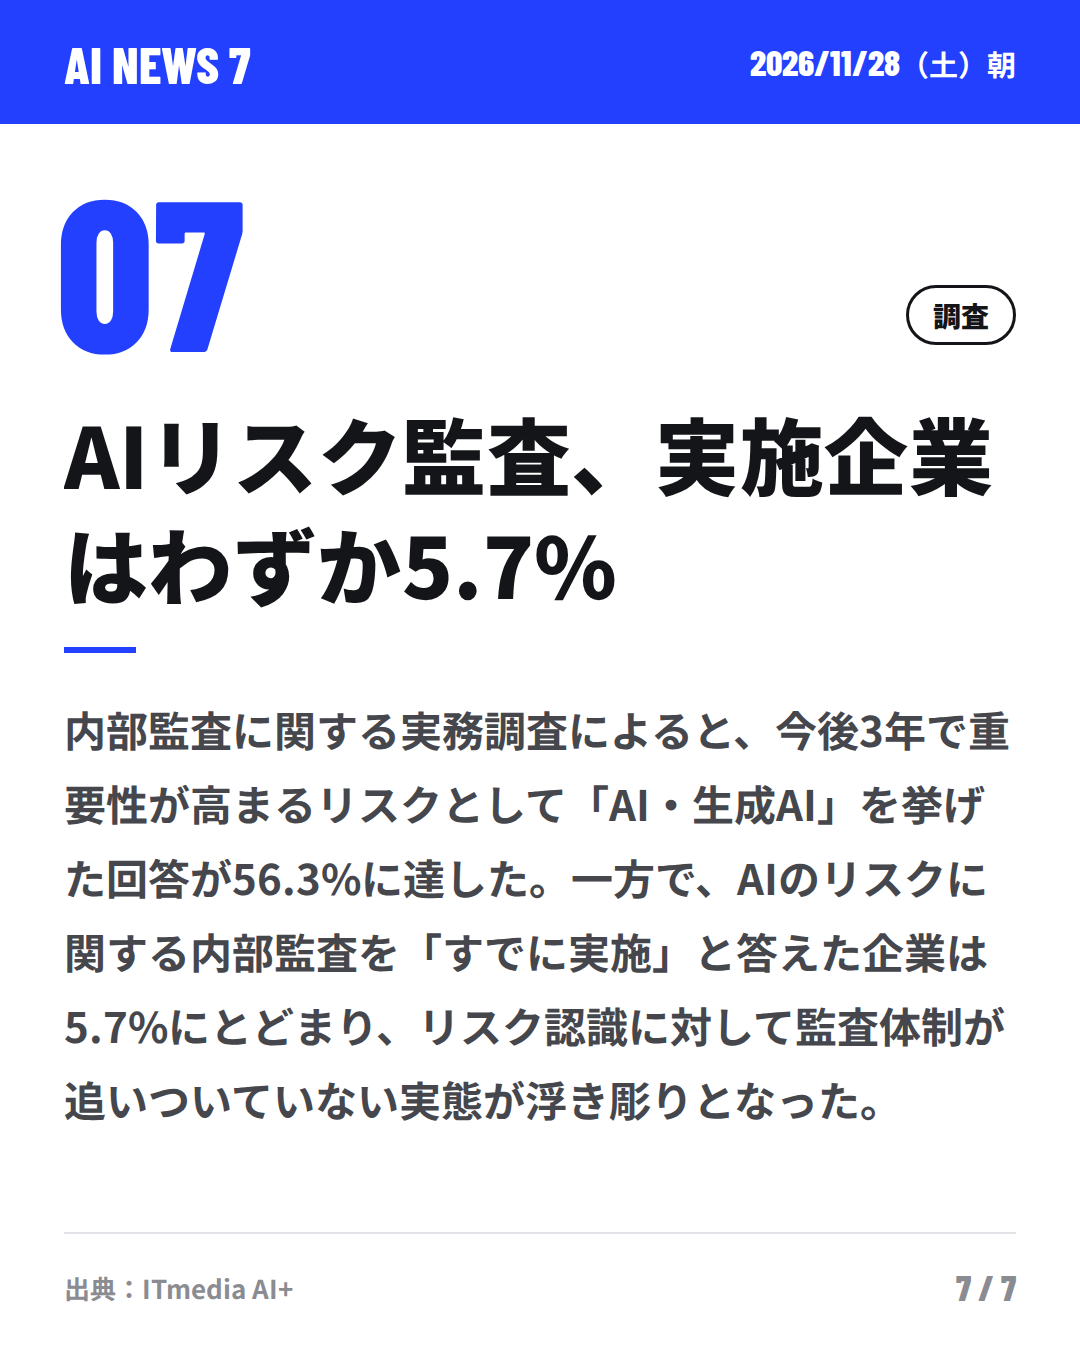 AI NEWS 7
2026/11/28（土）朝
07
調査
AIリスク監査、実施企業
はわずか5.7%
内部監査に関する実務調査によると、今後3年で重
要性が高まるリスクとして「AI・生成AI」を挙げ
た回答が56.3%に達した。一方で、AIのリスクに
関する内部監査を「すでに実施」と答えた企業は
5.7%にとどまり、リスク認識に対して監査体制が
追いついていない実態が浮き彫りとなった。
出典：ITmedia AI+
7 / 7